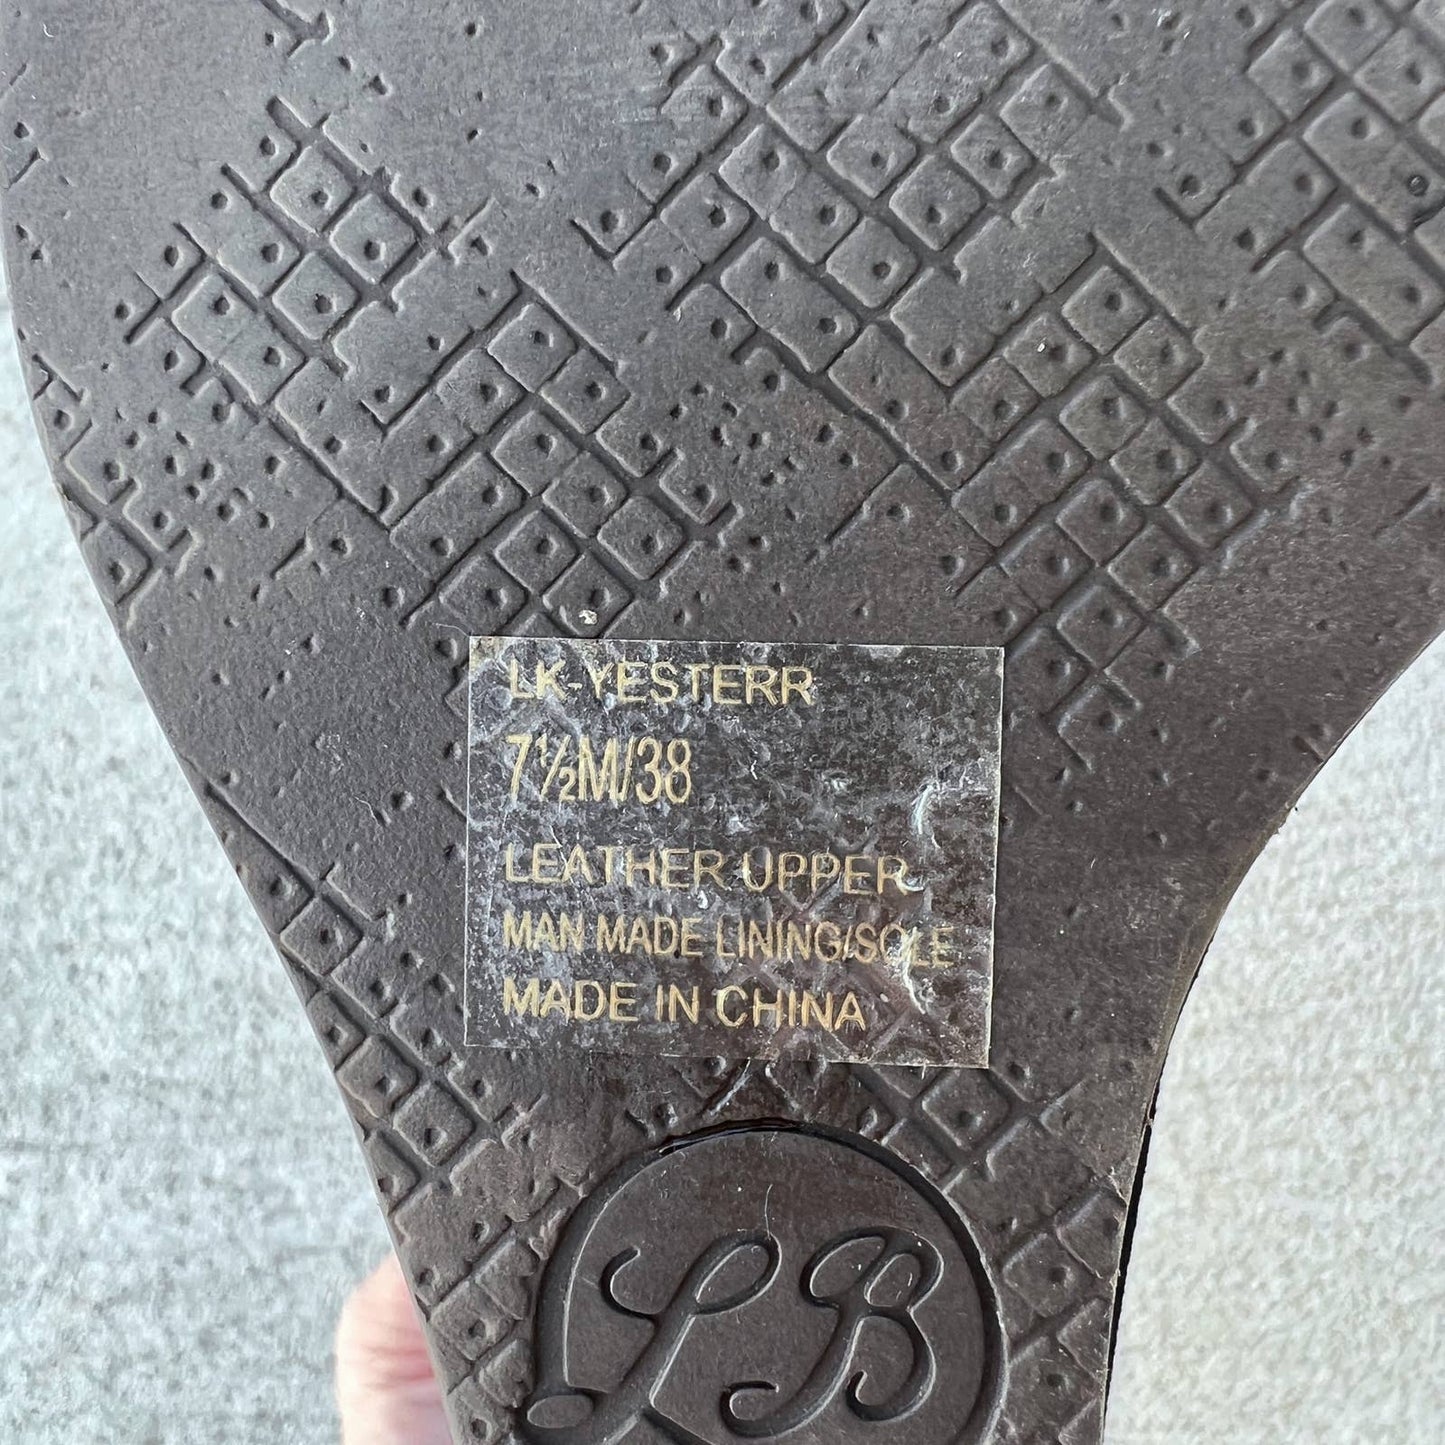 LK-YESTERR
7½M/38
LEATHER UPPER
MAN MADE LINING/SOLE
MADE IN CHINA
LB